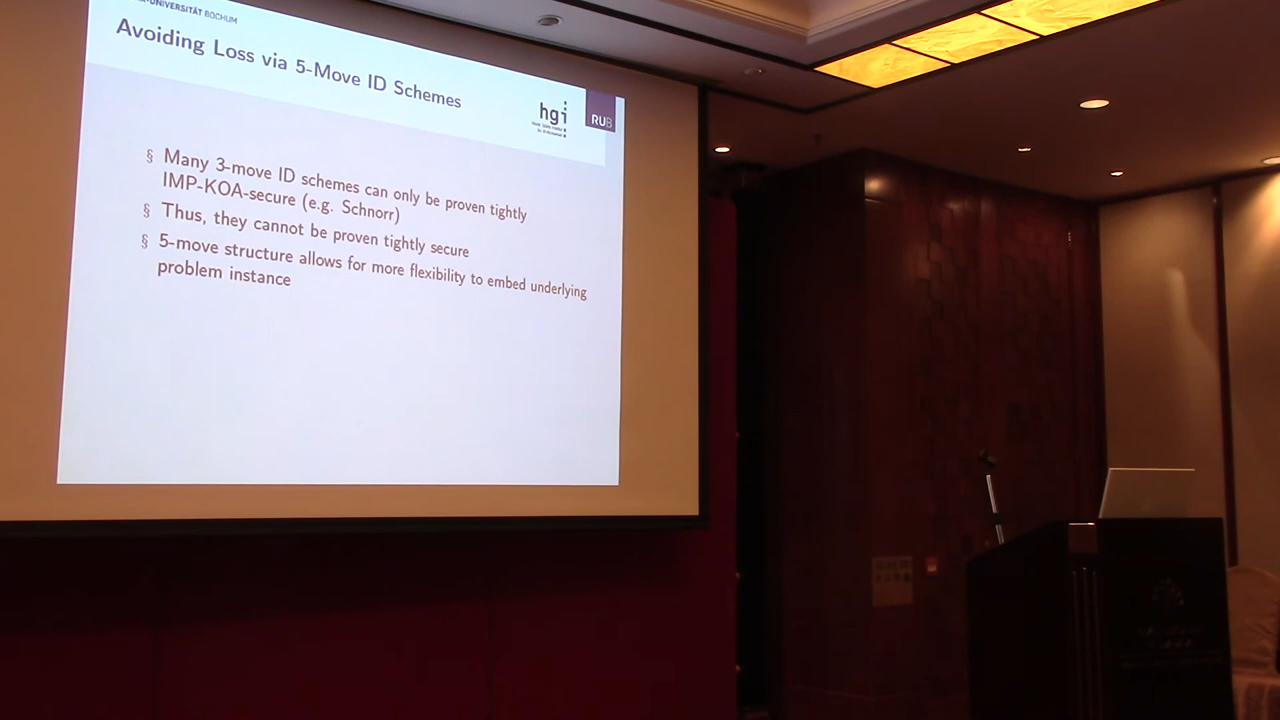 UNIVERSITÄT BOCHUM
Avoiding Loss via 5-Move ID Schemes
hgi
RUB
§ Many 3-move ID schemes can only be proven tightly
IMP-KOA-secure (e.g. Schnorr)
§ Thus, they cannot be proven tightly secure
§ 5-move structure allows for more flexibility to embed underlying
problem instance